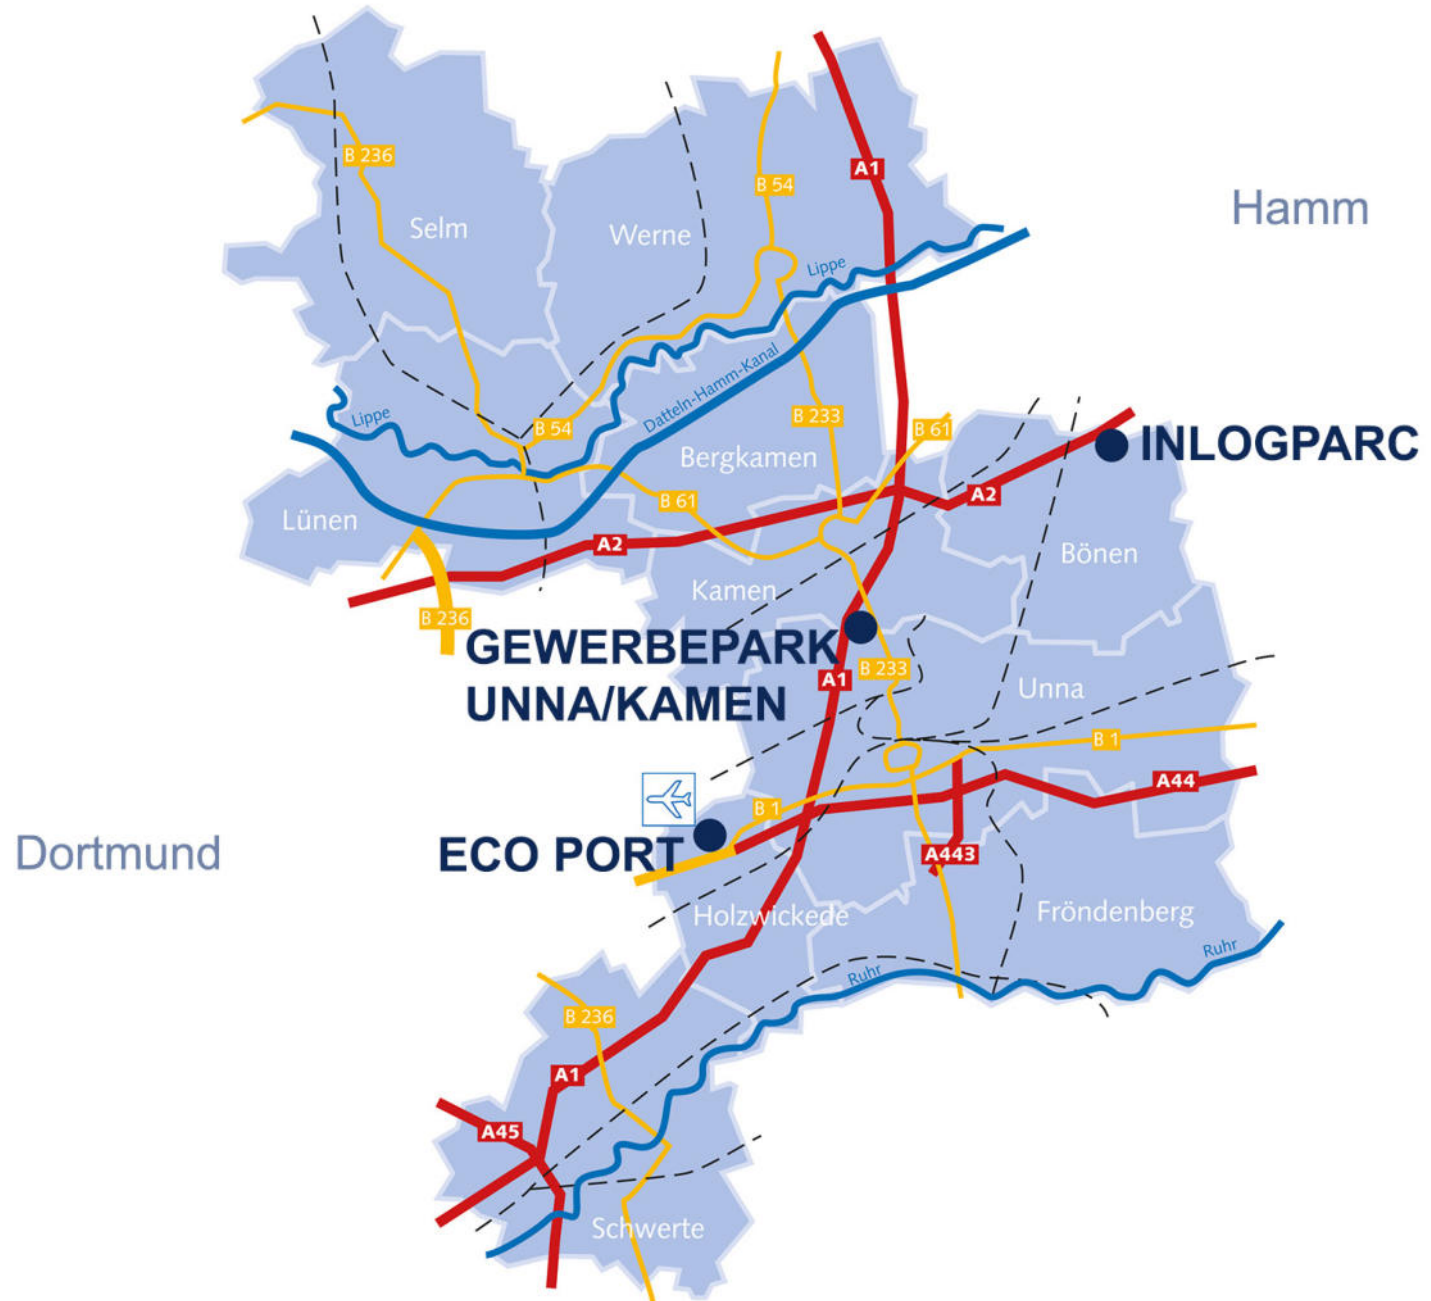 B 236
A1
B 54
Hamm
Selm
Werne
Lippe
Datteln-Hamm-Kanal
Lippe
B 54
B 233
B 61
INLOGPARC
Bergkamen
B 61
A2
Lünen
A2
Bönen
Kamen
B 236
GEWERBEPARK
UNNA/KAMEN
B 233
A1
Unna
B 1
A44
B 1
Dortmund
ECO PORT
A443
Holzwickede
Fröndenberg
Ruhr
Ruhr
B 236
A1
A45
Schwerte